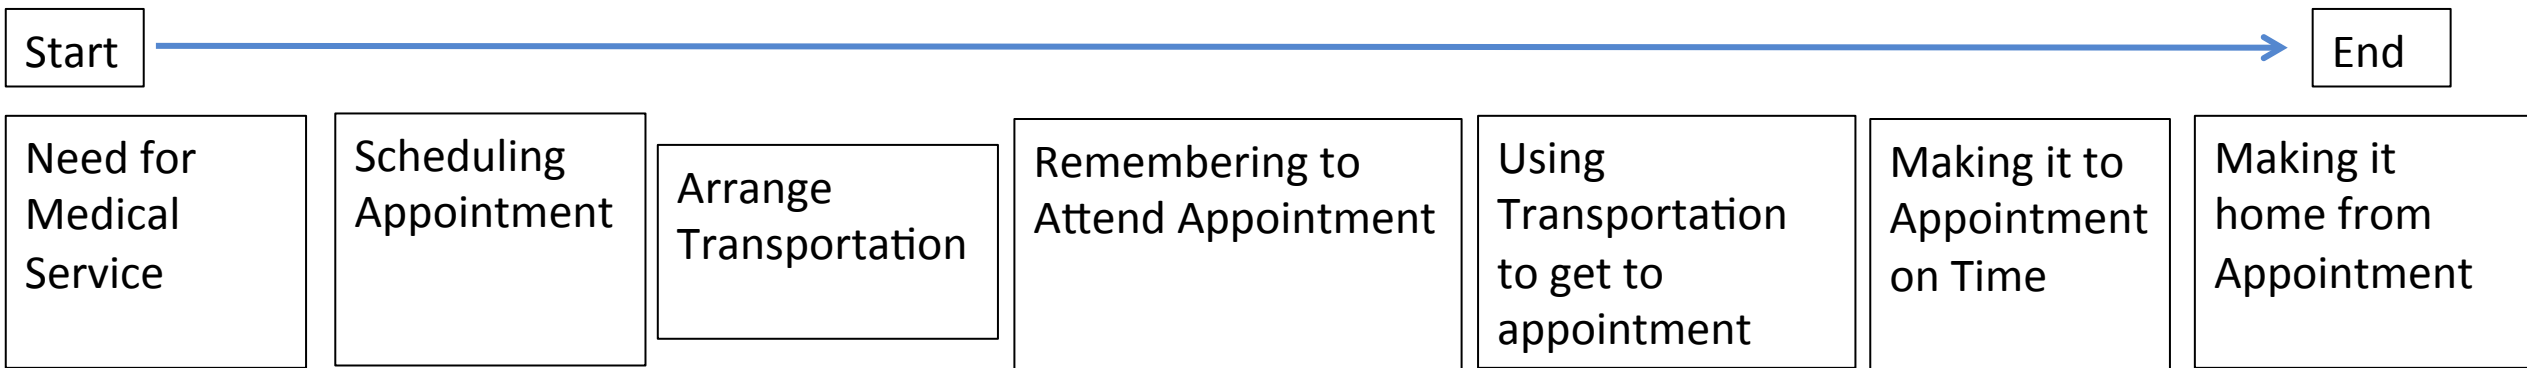 Start
End
Need for
Medical
Service
Scheduling
Appointment
Arrange
Transportation
Remembering to
Attend Appointment
Using
Transportation
to get to
appointment
Making it to
Appointment
on Time
Making it
home from
Appointment